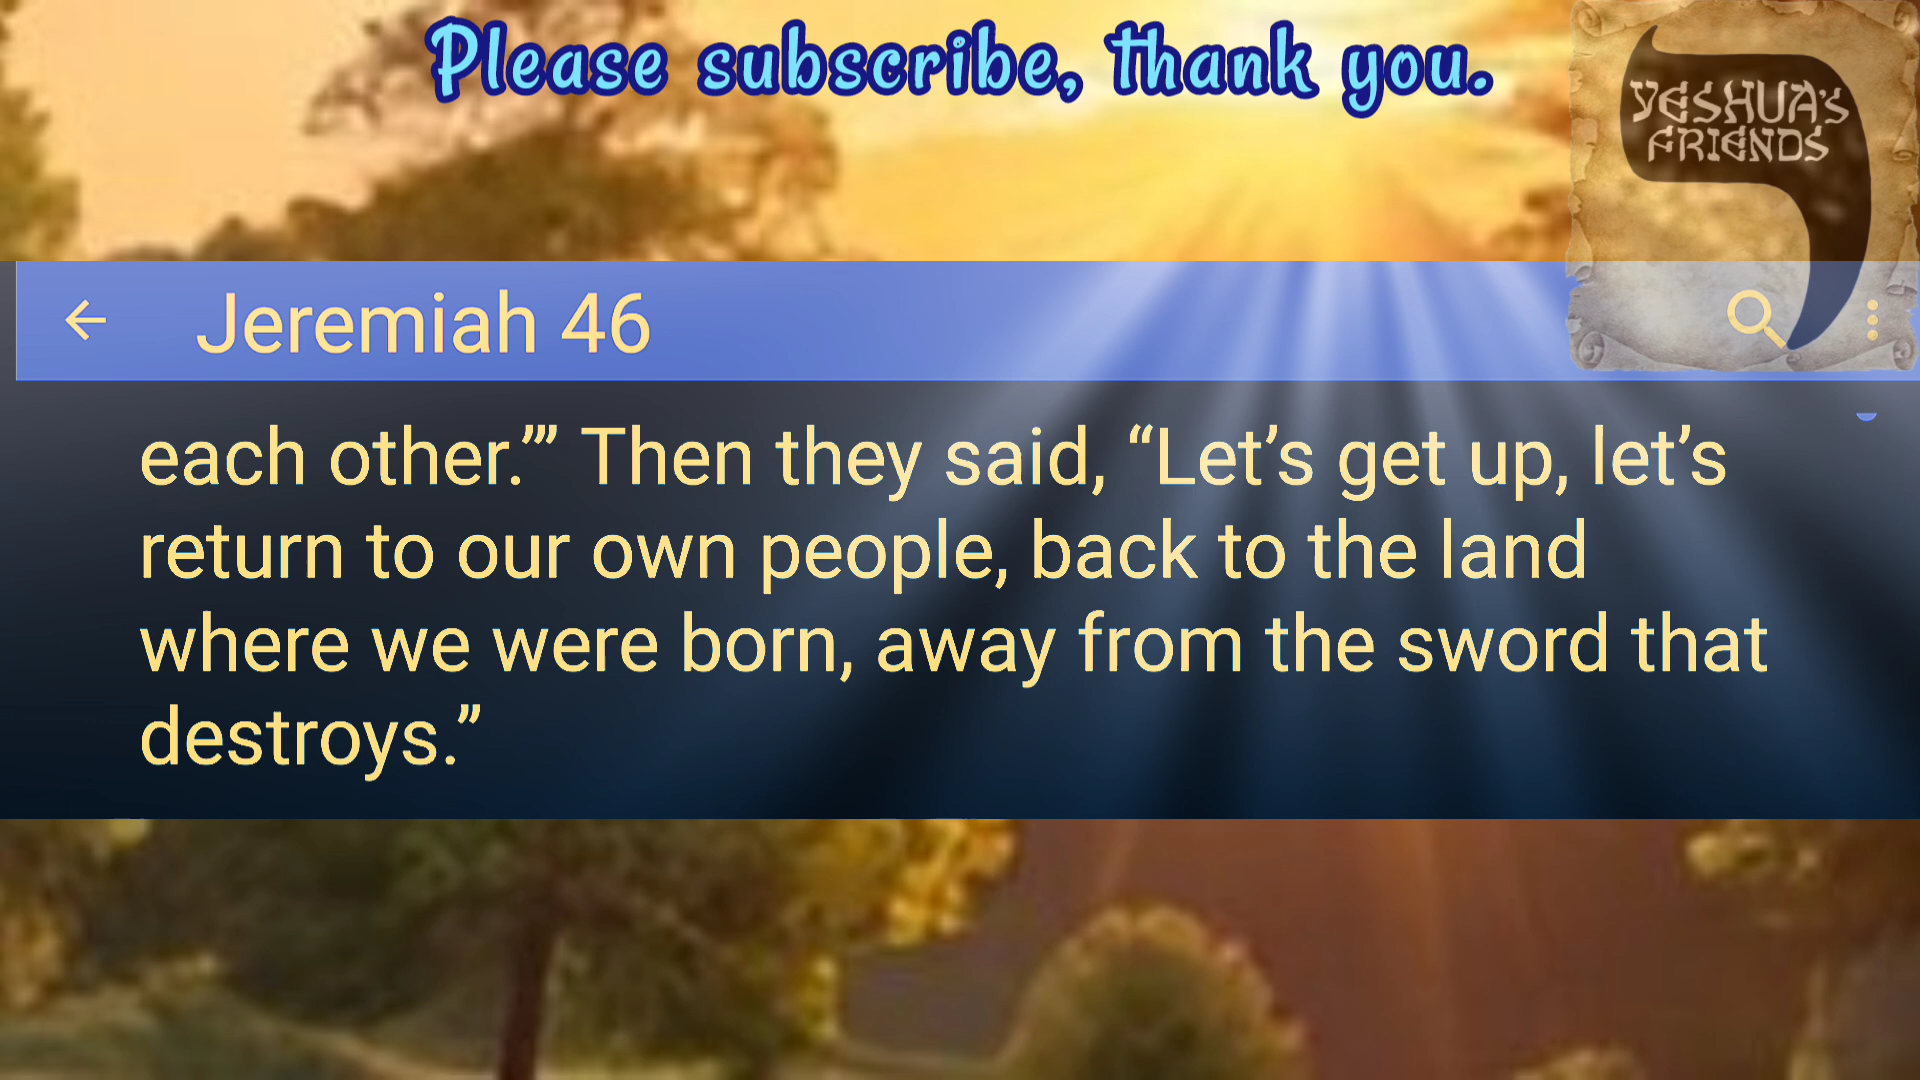 Please subscribe, thank you.
YESHUA's
FRIENDS
Jeremiah 46
each other.’” Then they said, “Let’s get up, let’s
return to our own people, back to the land
where we were born, away from the sword that
destroys.”